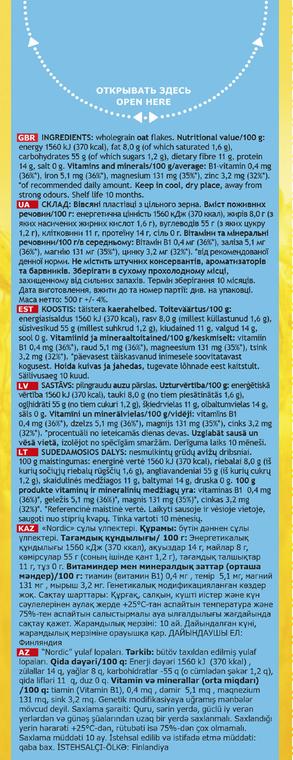 ОТКРЫВАТЬ ЗДЕСЬ
OPEN HERE
GBR INGREDIENTS: wholegrain oat flakes. Nutritional value/100 g:
energy 1560 kJ (370 kcal), fat 8,0 g (of which saturated 1,6 g),
carbohydrates 55 g (of which sugars 1,2 g), dietary fibre 11 g, protein
14 g, salt 0 g. Vitamins and minerals/100 g/average: B1-vitamin 0,4 mg
(36%*), iron 5,1 mg (36%*), magnesium 131 mg (35%*), zinc 3,2 mg (32%*).
*of recommended daily amount. Keep in cool, dry place, away from
strong odours. Shelf life 10 months.
UA СКЛАД: Вівсяні пластівці з цільного зерна. Вміст поживних
речовин/100 г: енергетична цінність 1560 кДж (370 ккал), жирів 8,0 г (з
яких насичених жирних кислот 1,6 г), вуглеводів 55 г (з яких цукру
1,2 г), клітковини 11 г, протеїну 14 г, сіль 0 г. Вітаміни та мінеральні
речовини/100 г/в середньому: Вітамін B1 0,4 мг (36%*), заліза 5,1 мг
(36%*), магнію 131 мг (35%*), цинку 3,2 мг (32%*). *від рекомендованої
денної норми. Не містить штучних консервантів, ароматизаторів
та барвників. Зберігати в сухому прохолодному місці,
захищенному від сильних запахів. Термін зберігання 10 місяців.
Дата виготовлення, вжити до та номер партії: див. на упаковці.
Маса нетто: 500 г +/- 4%.
EST KOOSTIS: täistera kaerahelbed. Toiteväärtus/100 g:
energiasisaldus 1560 kJ (370 kcal), rasv 8,0 g (millest küllastunud 1,6 g),
süsivesikud 55 g (millest suhkrud 1,2 g), kiudained 11 g, valgud 14 g,
sool 0 g. Vitamiinid ja mineraaltoitained/100 g/keskmiselt: vitamiin
B1 0,4 mg (36%*), raud 5,1 mg (36%*), magneesium 131 mg (35%*), tsink
3,2 mg (32%*). *päevasest täiskasvanud inimesele soovitatavast
kogusest. Hoida kuivas ja jahedas, tugevate lõhnade eest kaitstult.
Säilivusaeg 10 kuud.
LV SASTĀVS: pilngraudu auzu pārslas. Uzturvērtība/100 g: enerģētiskā
vērtība 1560 kJ (370 kcal), tauki 8,0 g (no tiem piesātinātās 1,6 g),
ogļhidrāti 55 g (no tiem cukuri 1,2 g), šķiedrvielas 11 g, olbaltumvielas 14 g,
sāls 0 g. Vitamīni un minerālvielas/100 g/vidēji: vitamīns B1
0,4 mg (36%*), dzelzs 5,1 mg (36%*), magnijs 131 mg (35%*), cinks 3,2
mg (32%*). *procentuāli no ieteicamās dienas devas. Uzglabāt sausā un
vēsā vietā, izolējot no spēcīgām smaržām. Derīguma laiks 10 mēneši.
LT SUDEDAMOSIOS DALYS: nesmulkintų grūdų avižų dribsniai.
100 g maistingumas: energinė vertė 1560 kJ (370 kcal), riebalai 8,0 g (iš
kurių sočiųjų riebalų rūgščių 1,6 g), angliavandeniai 55 g (iš kurių cukrų
1,2 g), skaidulinės medžiagos 11 g, baltymai 14 g, druska 0 g. 100 g
produkte vitaminų ir mineralinių medžiagų yra: vitaminas B1 0,4 mg
(36%*), geležis 5,1 mg (36%*), magnis 131 mg (35%*), cinkas 3,2 mg
(32%*). *Referencinė maistinė vertė. Laikyti sausoje ir vėsioje vietoje,
saugoti nuo stiprių kvapų. Tinka vartoti 10 mėnesių.
KAZ «Nordic» сұлы үлпектері. Құрамы: бүтін дәннен сұлы
үлпектері. Тағамдық құндылығы/ 100 г: Энергетикалық
құндылығы 1560 кДж (370 ккал), ақуыздар 14 г, майлар 8 г,
көмірсулар 55 г (соның ішінде қант 1,2 г), тағамдық талшықтар
11 г, тұз 0 г. Витаминдер мен минералдық заттар (орташа
мәндер)/100 г: тиамин (витамин B1) 0,4 мг , темір 5,1 мг, магний
131 мг , мырыш 3,2 мг. Генетикалық модификацияланған көздер
жоқ. Сақтау шарттары: Құрғақ, салқын, күшті иістер және күн
сәулелерінен аулақ жерде +25°С-тан аспайтын температура және
75%-тен аспайтын салыстырмалы ауа ылғалдылығы жағдайында
сақтау қажет. Жарамдылық мерзімі: 10 ай. Дайындалған күні,
жарамдылық мерзіміне орауышқа қар. ДАЙЫНДАУШЫ ЕЛ:
Финляндия
AZ "Nordic" yulaf lopaları. Tərkib: bütöv taxıldan edilmiş yulaf
lopaları. Qida dəyəri/100 q: Enerji dəyəri 1560 kJ (370 kkal) ,
zülallar 14 q, yağlar 8 q, karbohidratlar -55 q (o cümlədən şəkər 1,2 q),
qida lifləri 11 q, duz 0 q. Vitamin və minerallar (orta miqdarı)
/100 q: tiamin (Vitamin B1), 0,4 mq , dəmir 5,1 mq , maqnezium
131 mq, sink 3,2 mq. Genetik modifikasiyaya uğramış mənbələr
mövcud deyil. Saxlama şəraiti: Quru, sərin yerdə, güclü iy verən
yerlərdən və günəş şüalarından uzaq bir yerdə saxlanmalı. Saxlandığı
yerin hərarəti +25°C-dən, rütubəti isə 75%-dən çox olmamalı.
Saxlama müddəti 10 ay. İstehsal edilib və istifadə etmə müddəti:
qaba bax. İSTEHSALÇI-ÖLKƏ: Finlandiya